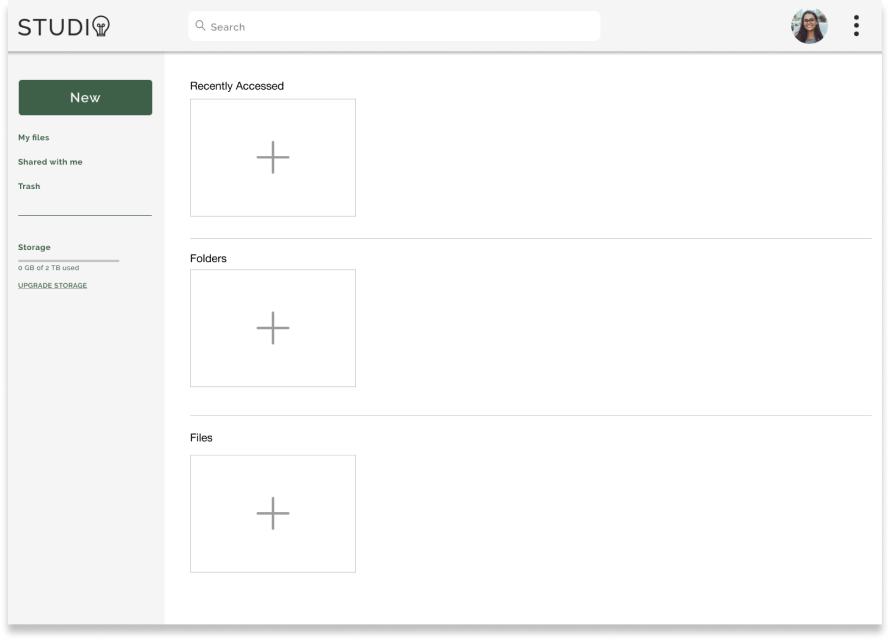 STUDIO
Search
New
My files
Shared with me
Trash
Storage
0 GB of 2 TB used
UPGRADE STORAGE
Recently Accessed
Folders
Files